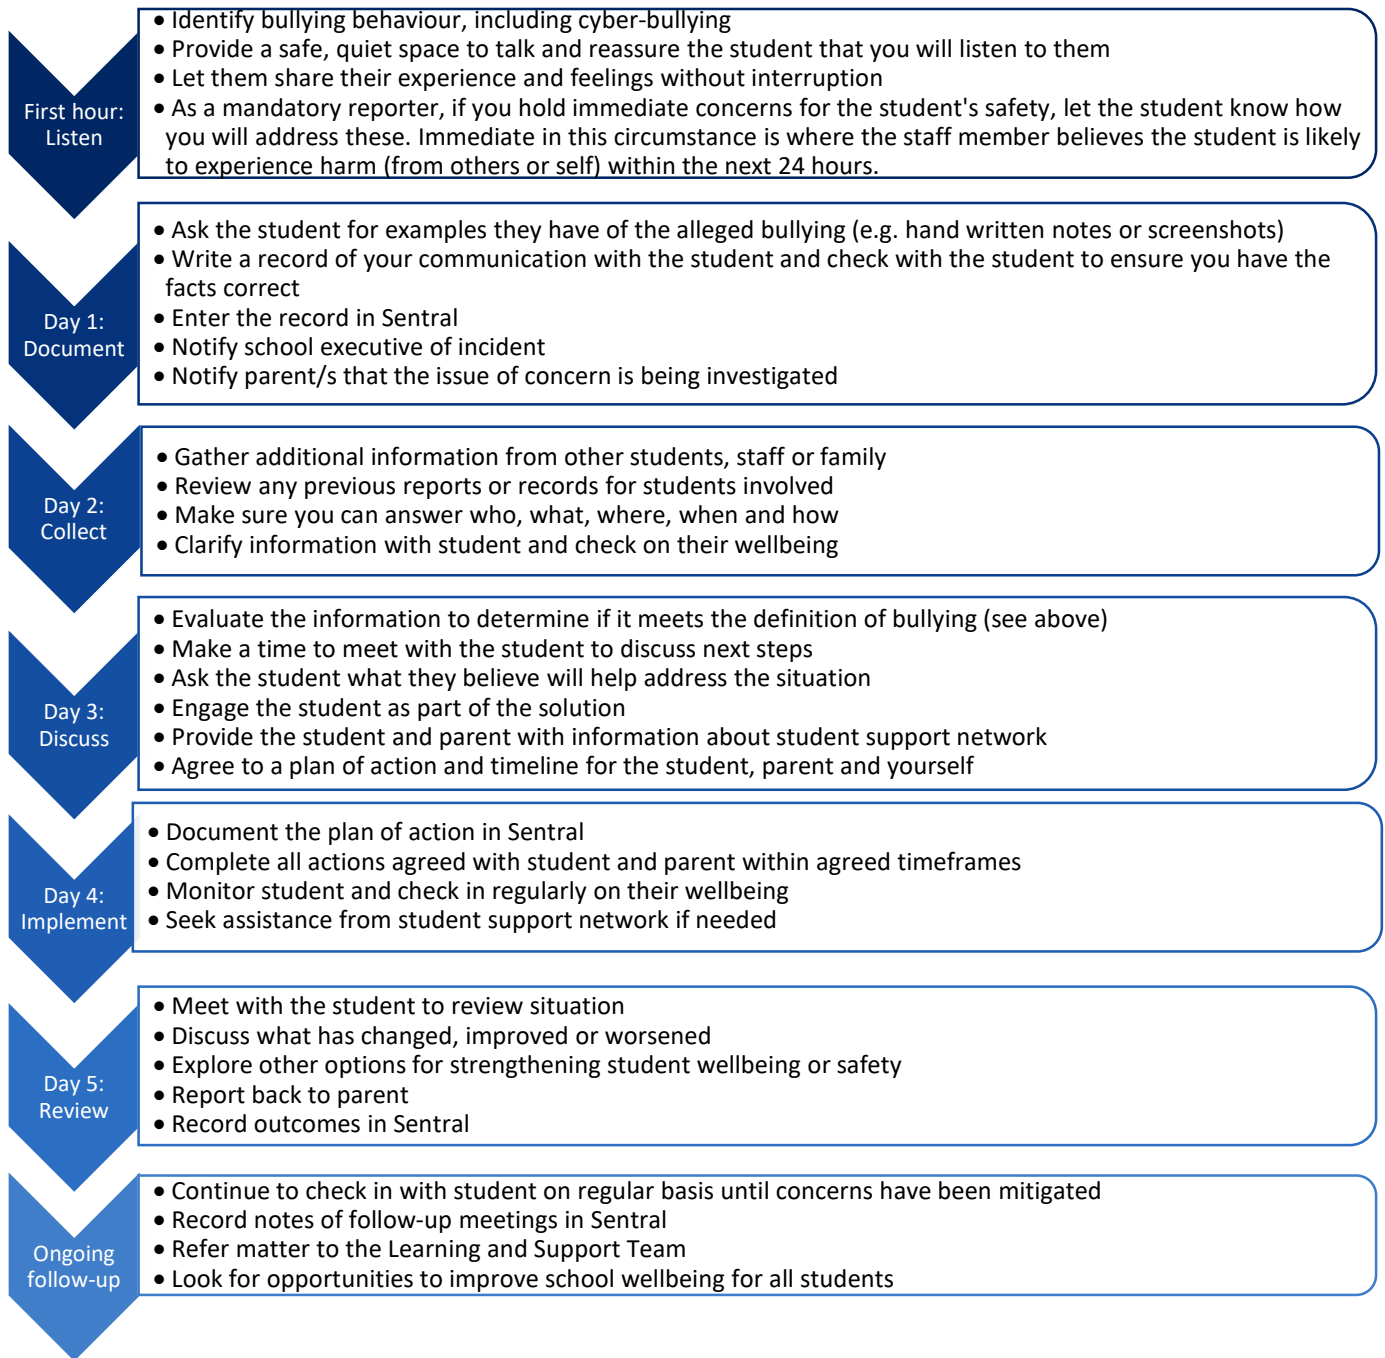 First hour:
Listen
• Identify bullying behaviour, including cyber-bullying
• Provide a safe, quiet space to talk and reassure the student that you will listen to them
• Let them share their experience and feelings without interruption
• As a mandatory reporter, if you hold immediate concerns for the student's safety, let the student know how
you will address these. Immediate in this circumstance is where the staff member believes the student is likely
to experience harm (from others or self) within the next 24 hours.
Day 1:
Document
• Ask the student for examples they have of the alleged bullying (e.g. hand written notes or screenshots)
• Write a record of your communication with the student and check with the student to ensure you have the
facts correct
• Enter the record in Sentral
• Notify school executive of incident
• Notify parent/s that the issue of concern is being investigated
Day 2:
Collect
• Gather additional information from other students, staff or family
• Review any previous reports or records for students involved
• Make sure you can answer who, what, where, when and how
• Clarify information with student and check on their wellbeing
Day 3:
Discuss
• Evaluate the information to determine if it meets the definition of bullying (see above)
• Make a time to meet with the student to discuss next steps
• Ask the student what they believe will help address the situation
• Engage the student as part of the solution
• Provide the student and parent with information about student support network
• Agree to a plan of action and timeline for the student, parent and yourself
Day 4:
Implement
• Document the plan of action in Sentral
• Complete all actions agreed with student and parent within agreed timeframes
• Monitor student and check in regularly on their wellbeing
• Seek assistance from student support network if needed
Day 5:
Review
• Meet with the student to review situation
• Discuss what has changed, improved or worsened
• Explore other options for strengthening student wellbeing or safety
• Report back to parent
• Record outcomes in Sentral
Ongoing
follow-up
• Continue to check in with student on regular basis until concerns have been mitigated
• Record notes of follow-up meetings in Sentral
• Refer matter to the Learning and Support Team
• Look for opportunities to improve school wellbeing for all students